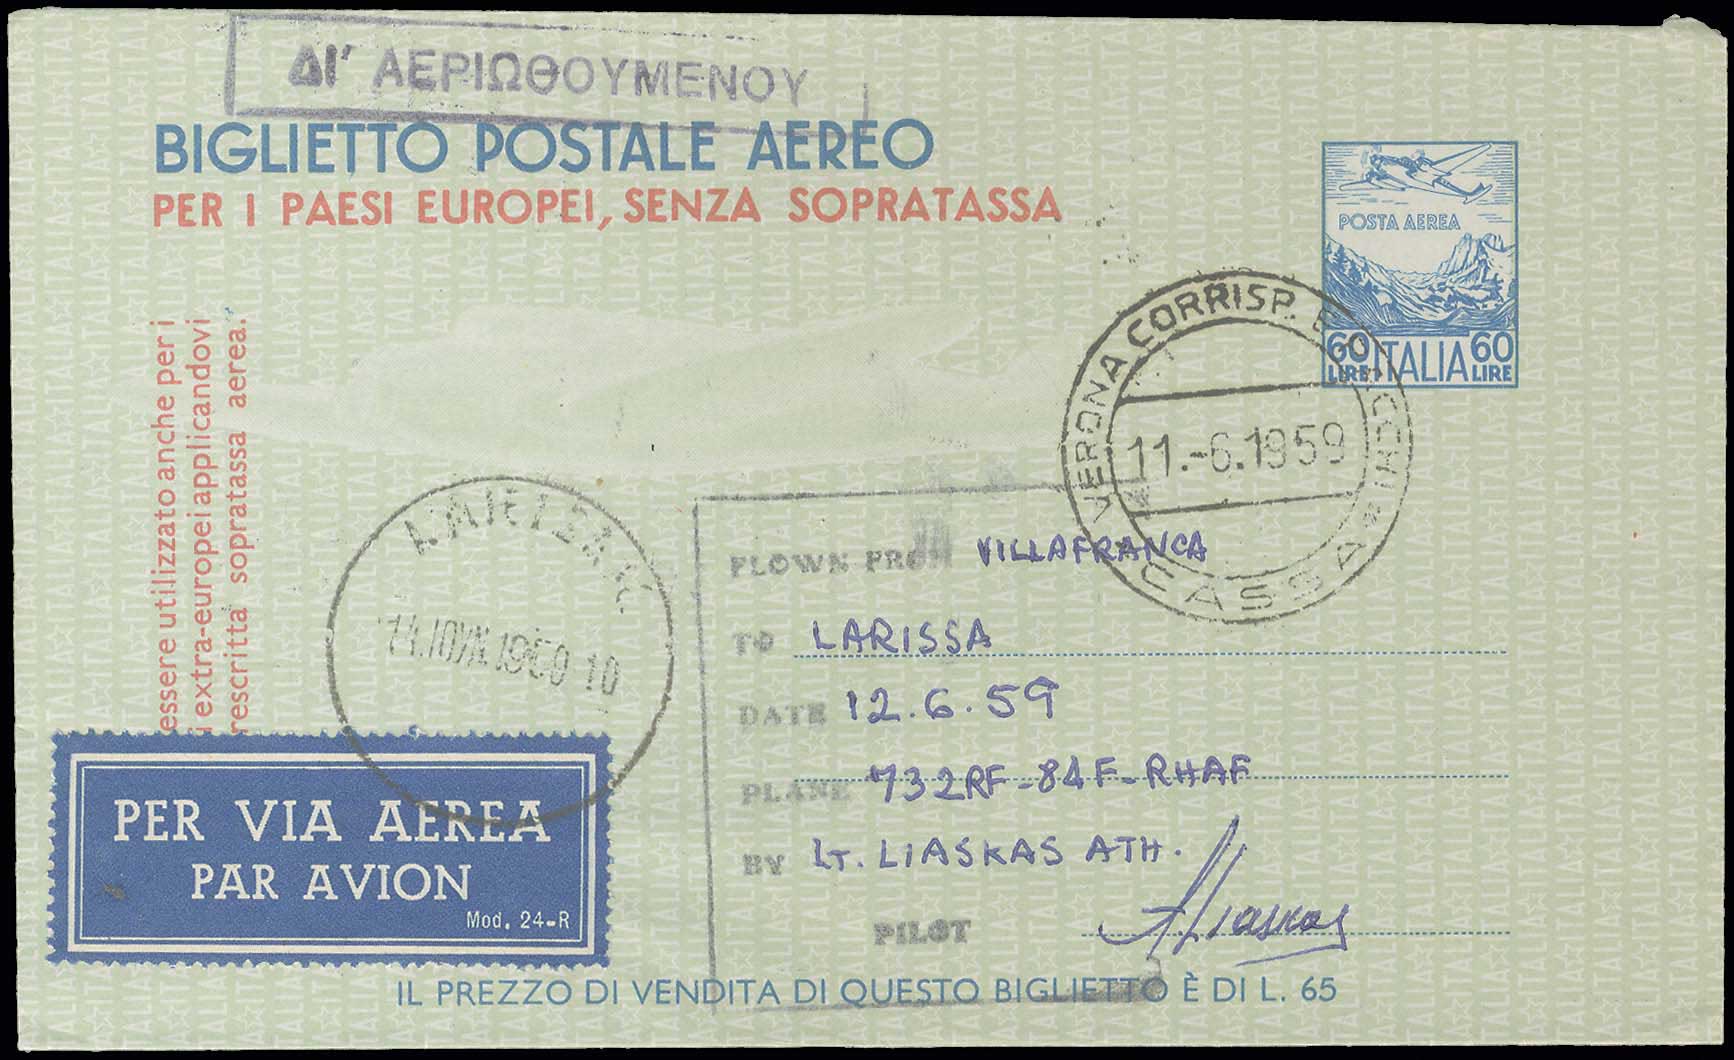 ΔΙ' ΑΕΡΙΩΘΟΥΜΕΝΟΥ
BIGLIETTO POSTALE AEREO
PER I PAESI EUROPEI, SENZA SOPRATASSA
POSTA AEREA
60 ITALIA 60
LIRE LIRE
essere utilizzato anche per i
i extra-europei applicandovi
rescritta sopratassa aerea.
VERONA CORRISP.
11.-6.1959
CASSA
FLOWN FROM VILLAFRANCA
TO LARISSA
DATE 12.6.59
PLANE 732RF-84F-RHAF
BY LT. LIASKAS ATH.
PILOT A. Liaskas
PER VIA AEREA
PAR AVION
Mod. 24-R
IL PREZZO DI VENDITA DI QUESTO BIGLIETTO È DI L. 65